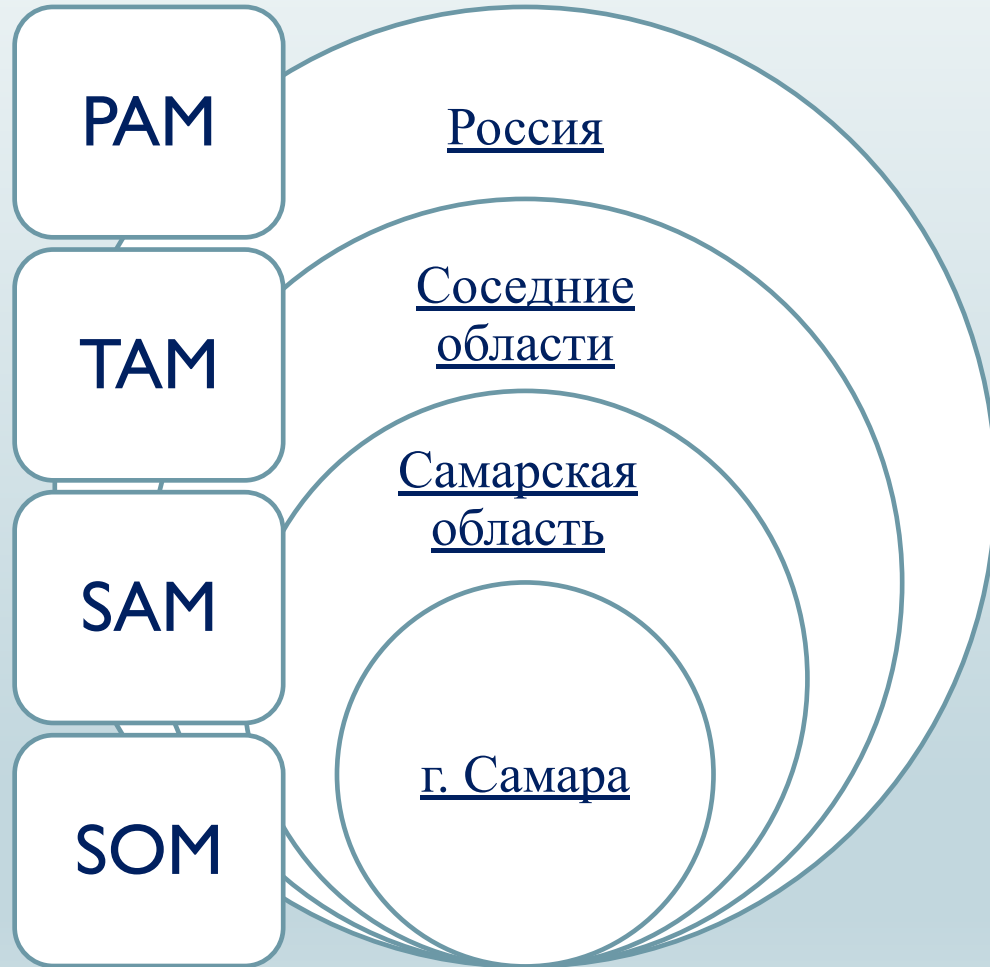 PAM
Россия
TAM
Соседние
области
SAM
Самарская
область
SOM
г. Самара